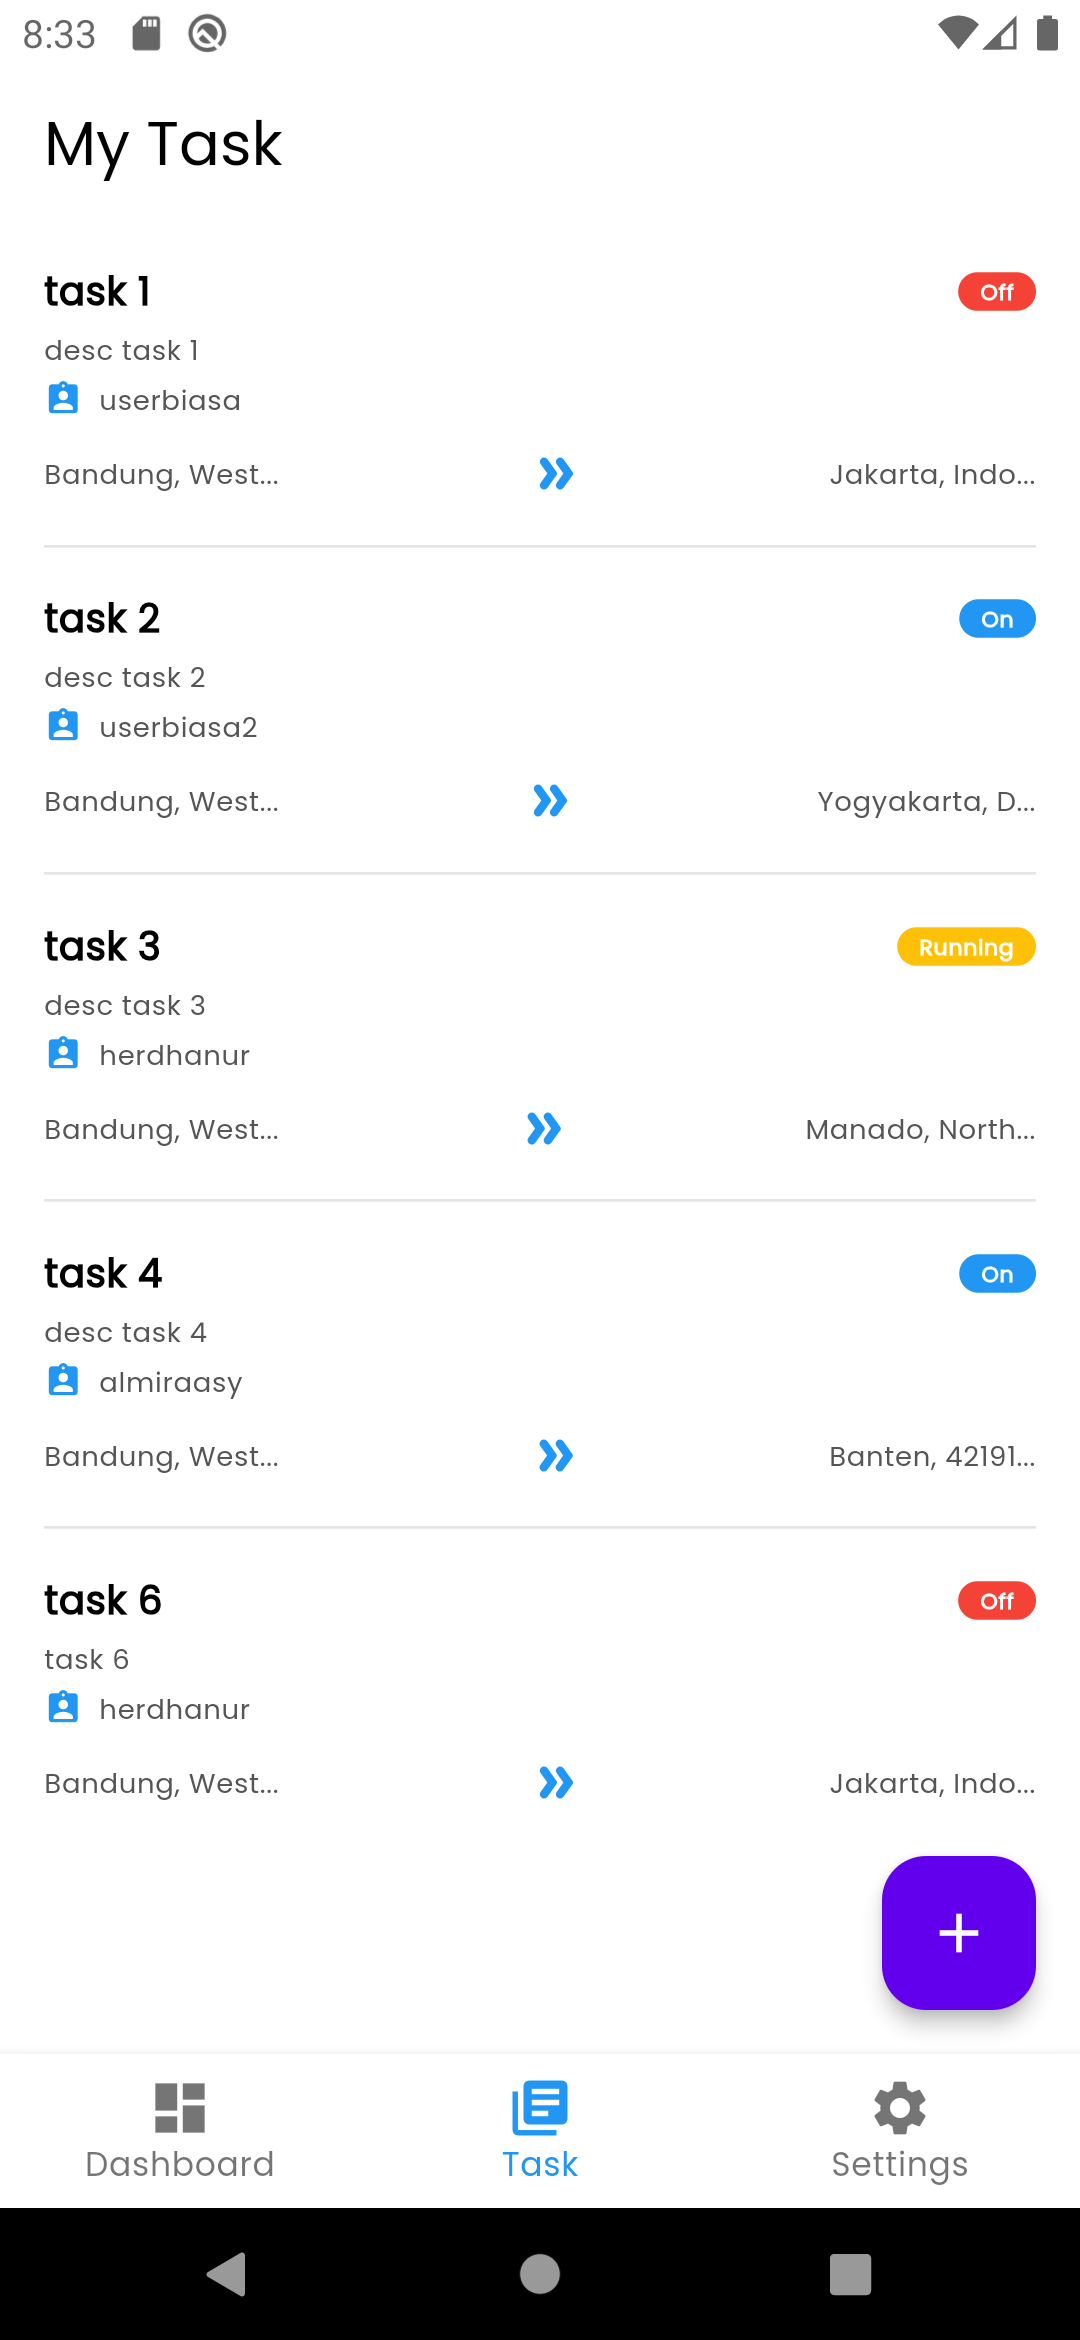 8:33
My Task
task 1
Off
desc task 1
userbiasa
Bandung, West... Jakarta, Indo...
task 2
On
desc task 2
userbiasa2
Bandung, West... Yogyakarta, D...
task 3
Running
desc task 3
herdhanur
Bandung, West... Manado, North...
task 4
On
desc task 4
almiraasy
Bandung, West... Banten, 42191...
task 6
Off
task 6
herdhanur
Bandung, West... Jakarta, Indo...
Dashboard Task Settings